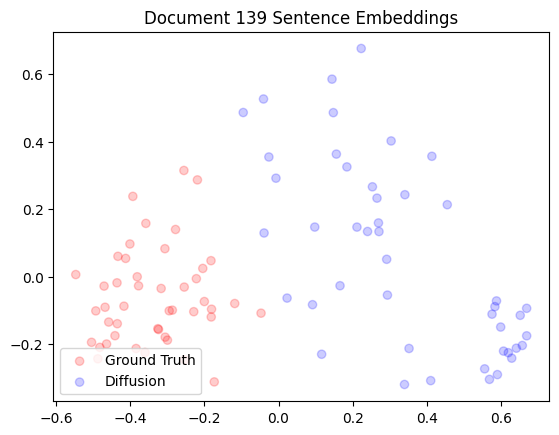 Document 139 Sentence Embeddings
0.6
0.4
0.2
0.0
−0.2
Ground Truth
Diffusion
−0.6 −0.4 −0.2 0.0 0.2 0.4 0.6